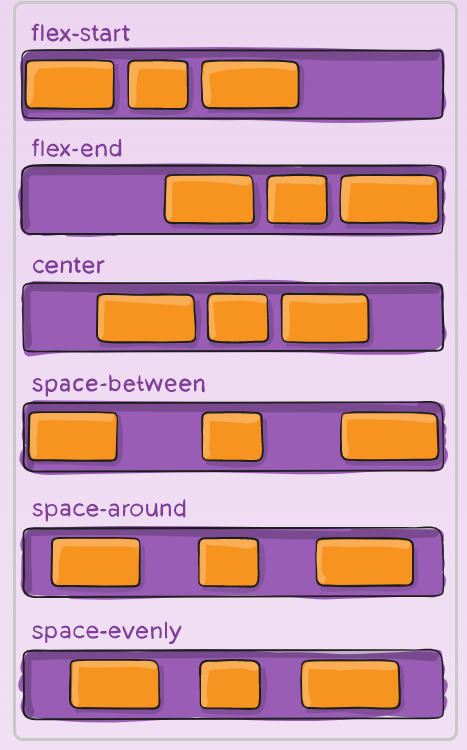 flex-start
flex-end
center
space-between
space-around
space-evenly